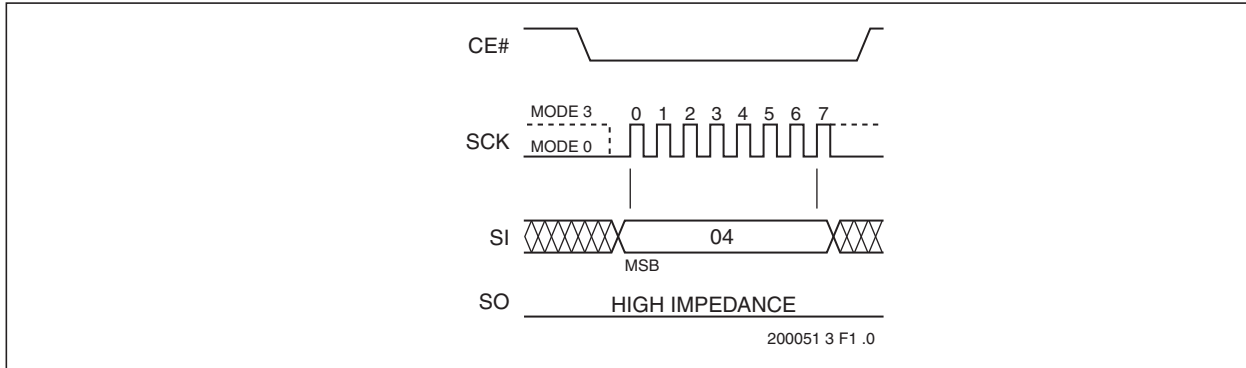 CE#
MODE 3
0 1 2 3 4 5 6 7
SCK
MODE 0
SI
04
MSB
SO
HIGH IMPEDANCE
200051 3 F1 .0